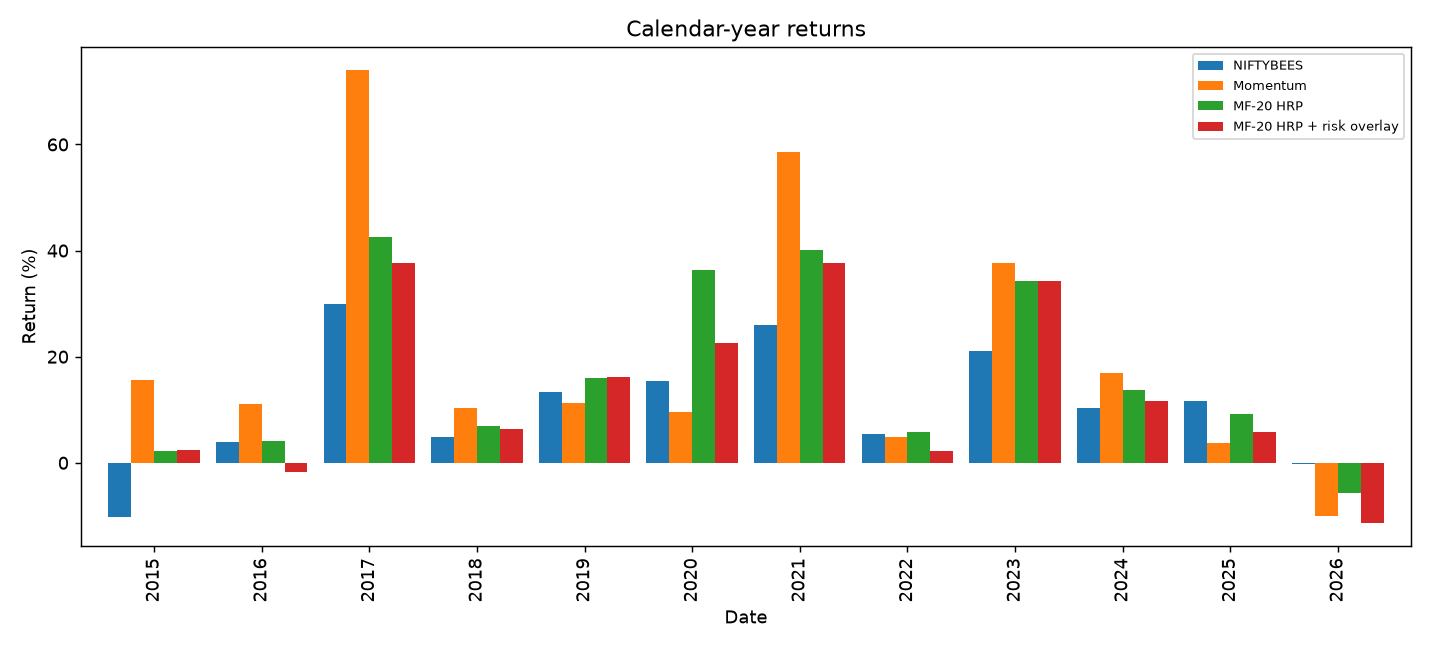 Calendar-year returns
NIFTYBEES
Momentum
MF-20 HRP
MF-20 HRP + risk overlay
Return (%)
60
40
20
0
2015
2016
2017
2018
2019
2020
2021
2022
2023
2024
2025
2026
Date